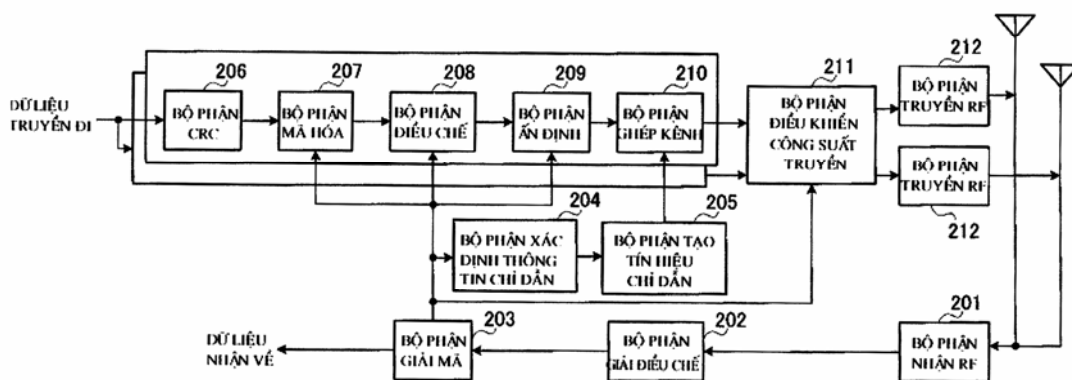 DỮ LIỆU
TRUYỀN ĐI
206
BỘ PHẬN
CRC
207
BỘ PHẬN
MÃ HÓA
208
BỘ PHẬN
ĐIỀU CHẾ
209
BỘ PHẬN
ẤN ĐỊNH
210
BỘ PHẬN
GHÉP KÊNH
211
BỘ PHẬN
ĐIỀU KHIỂN
CÔNG SUẤT
TRUYỀN
212
BỘ PHẬN
TRUYỀN RF
BỘ PHẬN
TRUYỀN RF
212
204
BỘ PHẬN XÁC
ĐỊNH THÔNG
TIN CHỈ DẪN
205
BỘ PHẬN TẠO
TÍN HIỆU
CHỈ DẪN
DỮ LIỆU
NHẬN VỀ
203
BỘ PHẬN
GIẢI MÃ
202
BỘ PHẬN
GIẢI ĐIỀU CHẾ
201
BỘ PHẬN
NHẬN RF